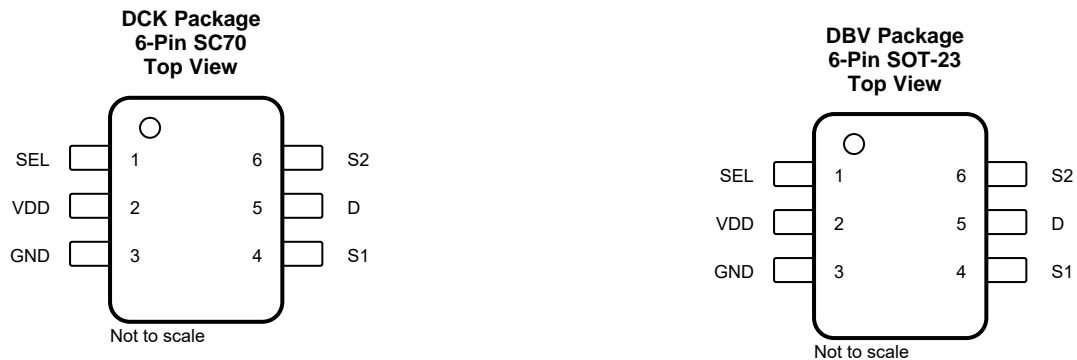 DCK Package
6-Pin SC70
Top View
SEL 1 6 S2
VDD 2 5 D
GND 3 4 S1
Not to scale
DBV Package
6-Pin SOT-23
Top View
SEL 1 6 S2
VDD 2 5 D
GND 3 4 S1
Not to scale